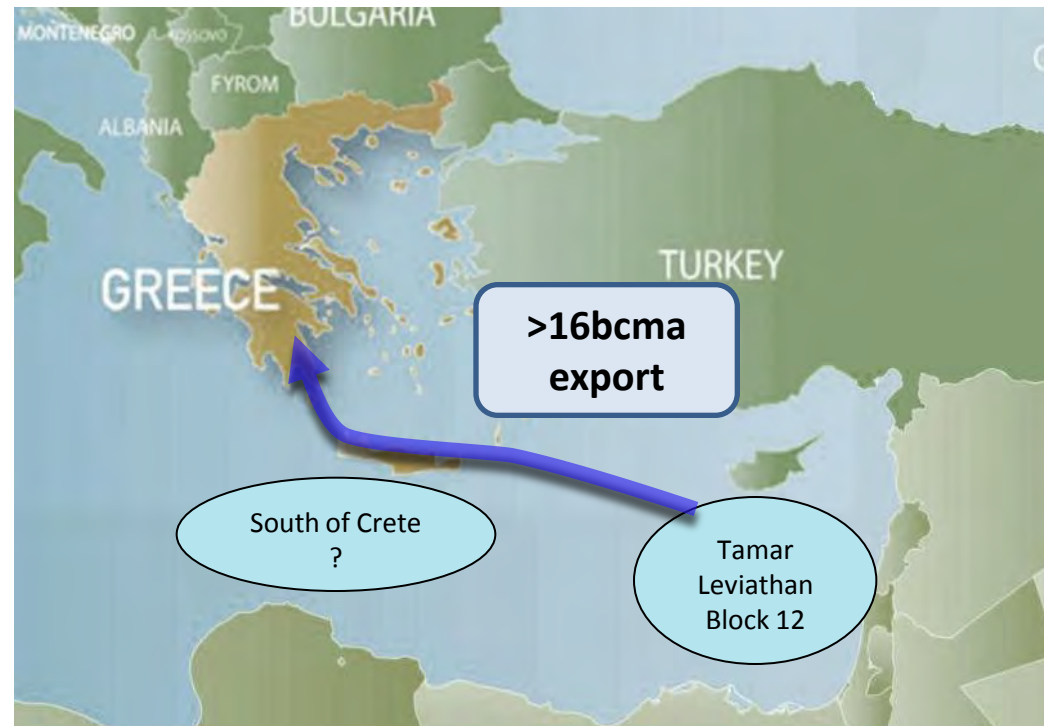 BULGARIA
MONTENEGRO
KOSSOVO
FYROM
ALBANIA
TURKEY
GREECE
>16bcma
export
South of Crete
?
Tamar
Leviathan
Block 12